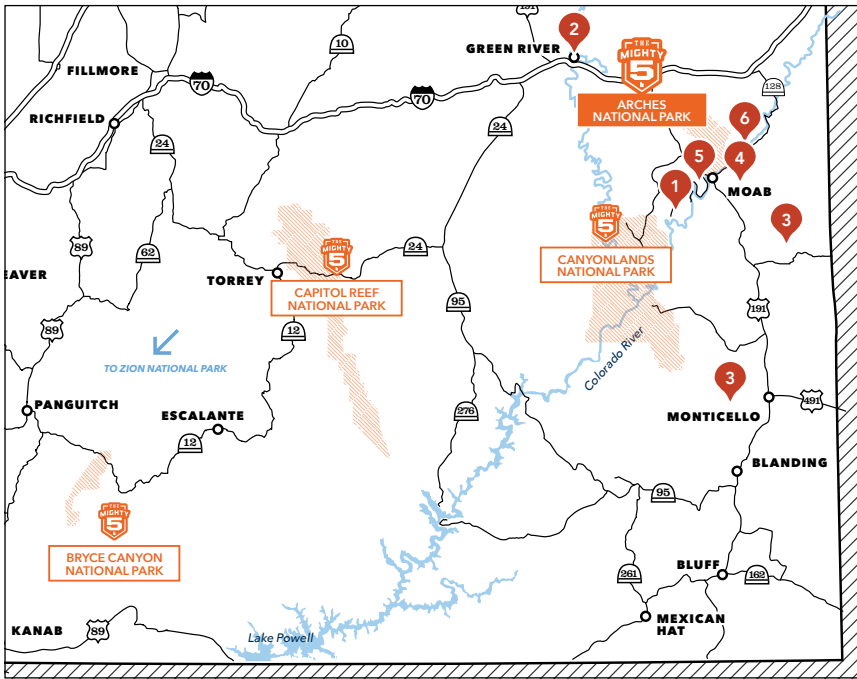 191
10
2
GREEN RIVER
THE
MIGHTY
5
FILLMORE
70
70
ARCHES
NATIONAL PARK
128
RICHFIELD
24
24
6
5
4
MOAB
1
3
89
62
THE
MIGHTY
5
THE
MIGHTY
5
24
EAVER
TORREY
CANYONLANDS
NATIONAL PARK
CAPITOL REEF
NATIONAL PARK
95
191
89
12
TO ZION NATIONAL PARK
Colorado River
3
PANGUITCH
ESCALANTE
276
MONTICELLO
491
12
BLANDING
95
THE
MIGHTY
5
BRYCE CANYON
NATIONAL PARK
BLUFF
261
162
KANAB
89
Lake Powell
MEXICAN
HAT